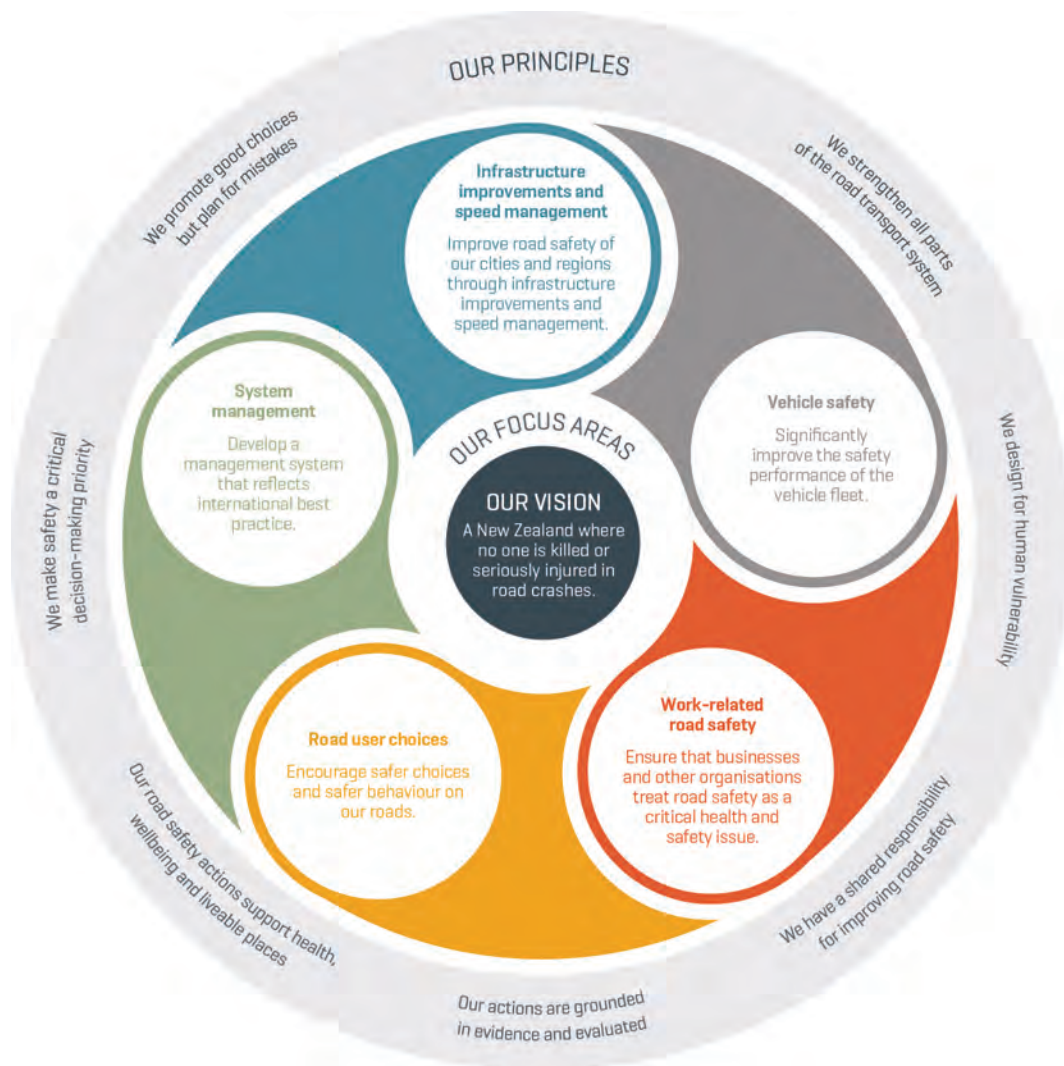 OUR PRINCIPLES
We promote good choices
but plan for mistakes
We strengthen all parts
of the road transport system
We design for human vulnerability
We have a shared responsibility
for improving road safety
Our actions are grounded
in evidence and evaluated
Our road safety actions support health,
wellbeing and liveable places
We make safety a critical
decision-making priority
Infrastructure
improvements and
speed management
Improve road safety of
our cities and regions
through infrastructure
improvements and
speed management.
Vehicle safety
Significantly
improve the safety
performance of the
vehicle fleet.
Work-related
road safety
Ensure that businesses
and other organisations
treat road safety as a
critical health and
safety issue.
Road user choices
Encourage safer choices
and safer behaviour on
our roads.
System
management
Develop a
management system
that reflects
international best
practice.
OUR FOCUS AREAS
OUR VISION
A New Zealand where
no one is killed or
seriously injured in
road crashes.